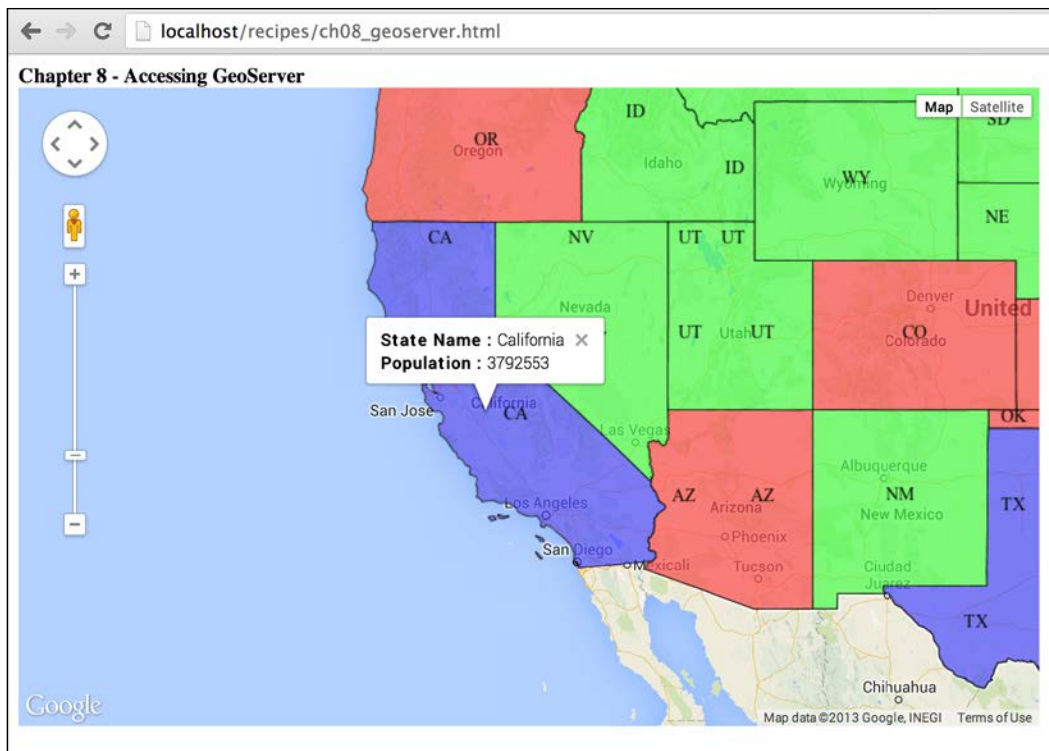 localhost/recipes/ch08_geoserver.html
Chapter 8 - Accessing GeoServer
Map Satellite
ID
SD
OR
Oregon
Idaho
ID
WY
Wyoming
NE
CA
NV
UT UT
Nevada
Denver
United
State Name : California ×
Population : 3792553
UT
Utah
UT
CO
Colorado
San Jose
California
CA
OK
Las Vegas
Albuquerque
AZ
AZ
NM
Arizona
New Mexico
TX
Los Angeles
Phoenix
San Diego
Mexicali
Tucson
Ciudad
Juarez
TX
Chihuahua
Google
Map data ©2013 Google, INEGI Terms of Use